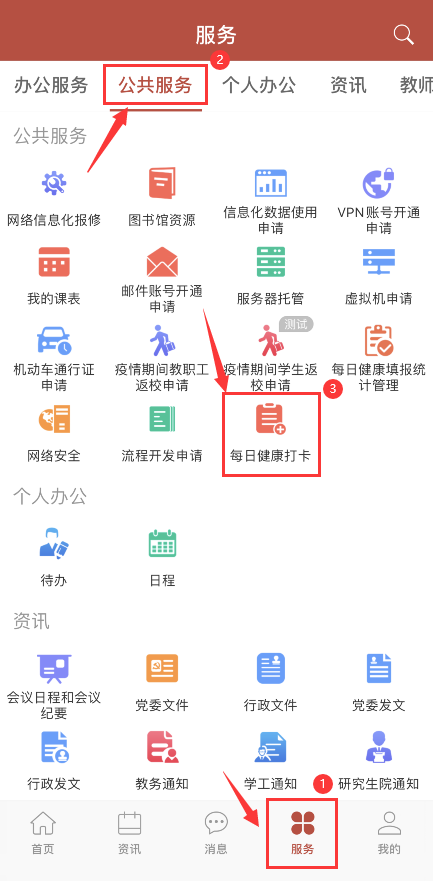 服务
2
办公服务 公共服务 个人办公 资讯 教师
公共服务
网络信息化报修
图书馆资源
信息化数据使用
申请
VPN账号开通
申请
我的课表
邮件账号开通
申请
服务器托管
虚拟机申请
测试
机动车通行证
申请
疫情期间教职工
返校申请
疫情期间学生返
校申请
每日健康填报统
计管理
3
网络安全
流程开发申请
每日健康打卡
个人办公
待办
日程
资讯
会议日程和会议
纪要
党委文件
行政文件
党委发文
行政发文
教务通知
学工通知
研究生院通知
1
首页
资讯
消息
服务
我的